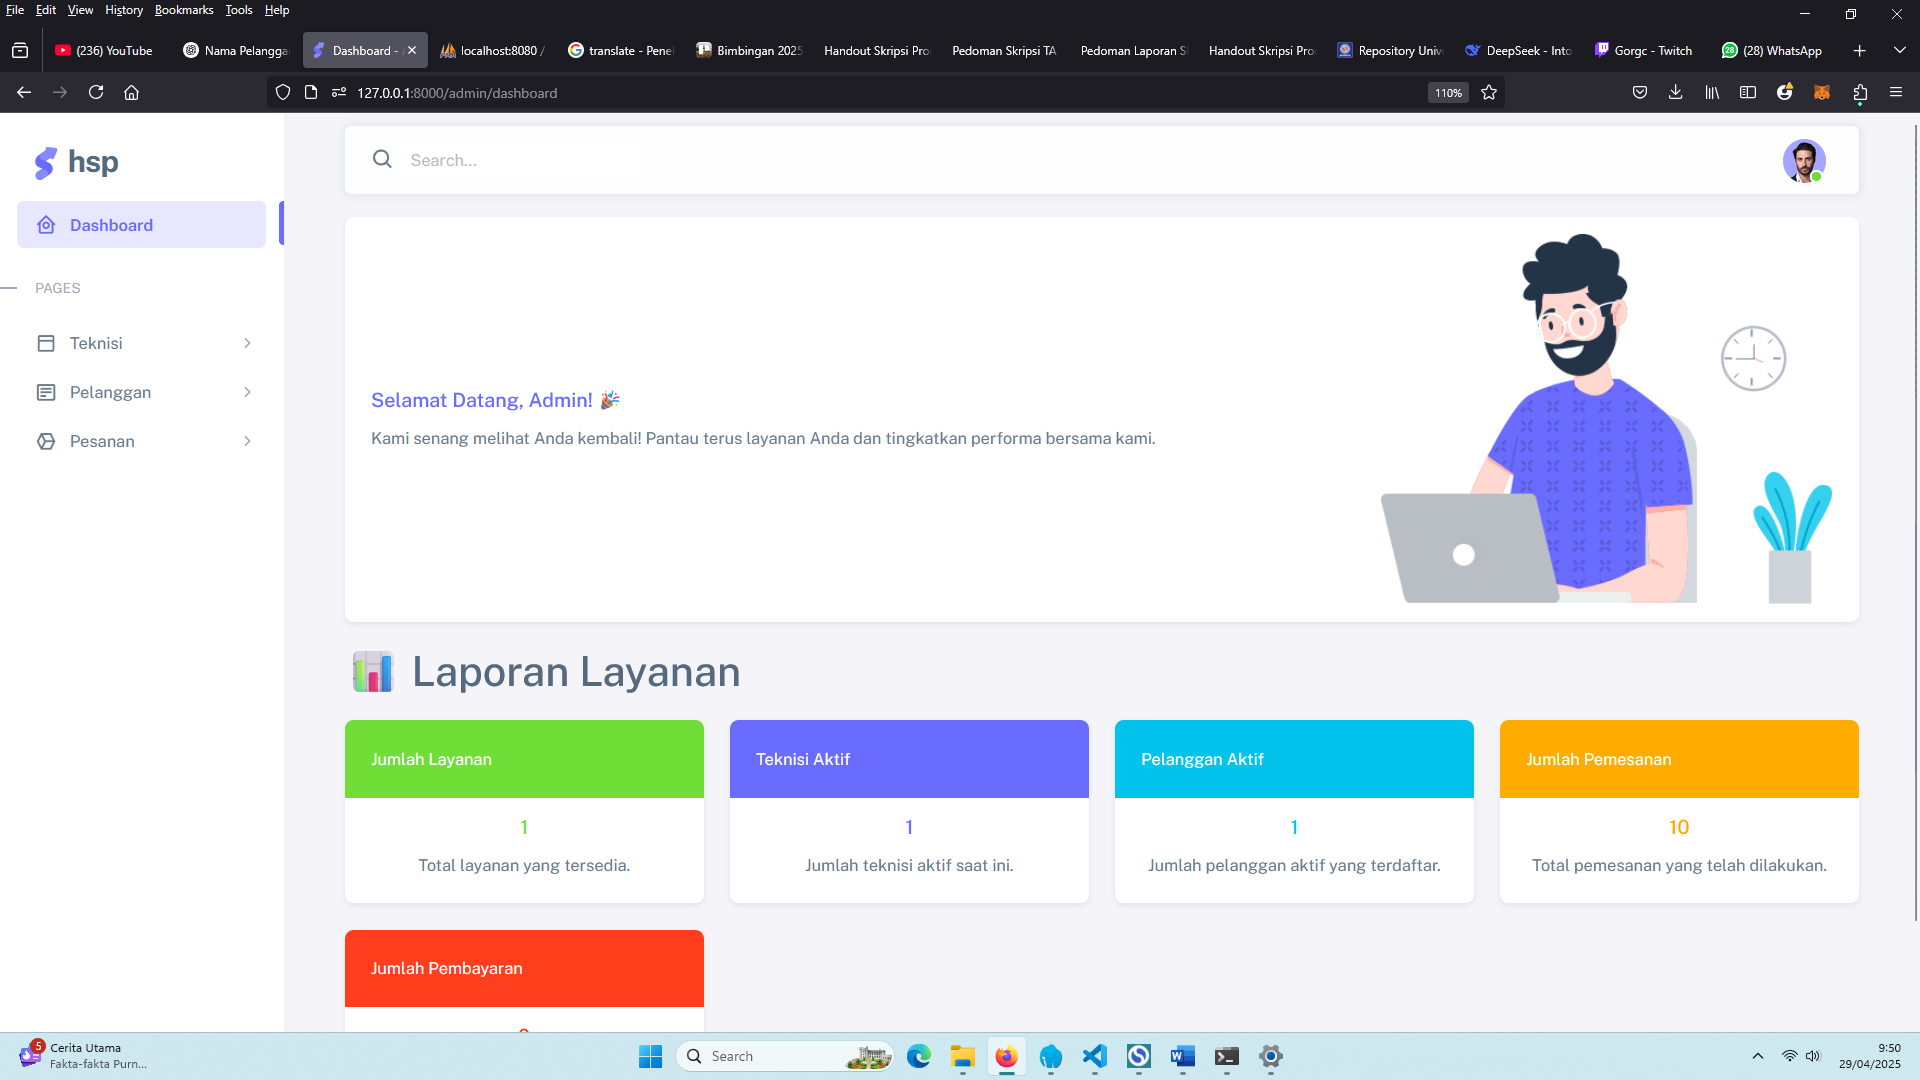 File Edit View History Bookmarks Tools Help
(236) YouTube
Nama Pelangga
Dashboard -
localhost:8080 /
translate - Pene
Bimbingan 2025
Handout Skripsi Pro
Pedoman Skripsi TA
Pedoman Laporan S
Handout Skripsi Pro
Repository Univ
DeepSeek - Into
Gorgc - Twitch
(28) WhatsApp
127.0.0.1:8000/admin/dashboard
110%
hsp
Search...
Dashboard
PAGES
Teknisi
Pelanggan
Pesanan
Selamat Datang, Admin! 🎉
Kami senang melihat Anda kembali! Pantau terus layanan Anda dan tingkatkan performa bersama kami.
📊 Laporan Layanan
Jumlah Layanan
1
Total layanan yang tersedia.
Teknisi Aktif
1
Jumlah teknisi aktif saat ini.
Pelanggan Aktif
1
Jumlah pelanggan aktif yang terdaftar.
Jumlah Pemesanan
10
Total pemesanan yang telah dilakukan.
Jumlah Pembayaran
5
Cerita Utama
Fakta-fakta Purn...
Search
9:50
29/04/2025